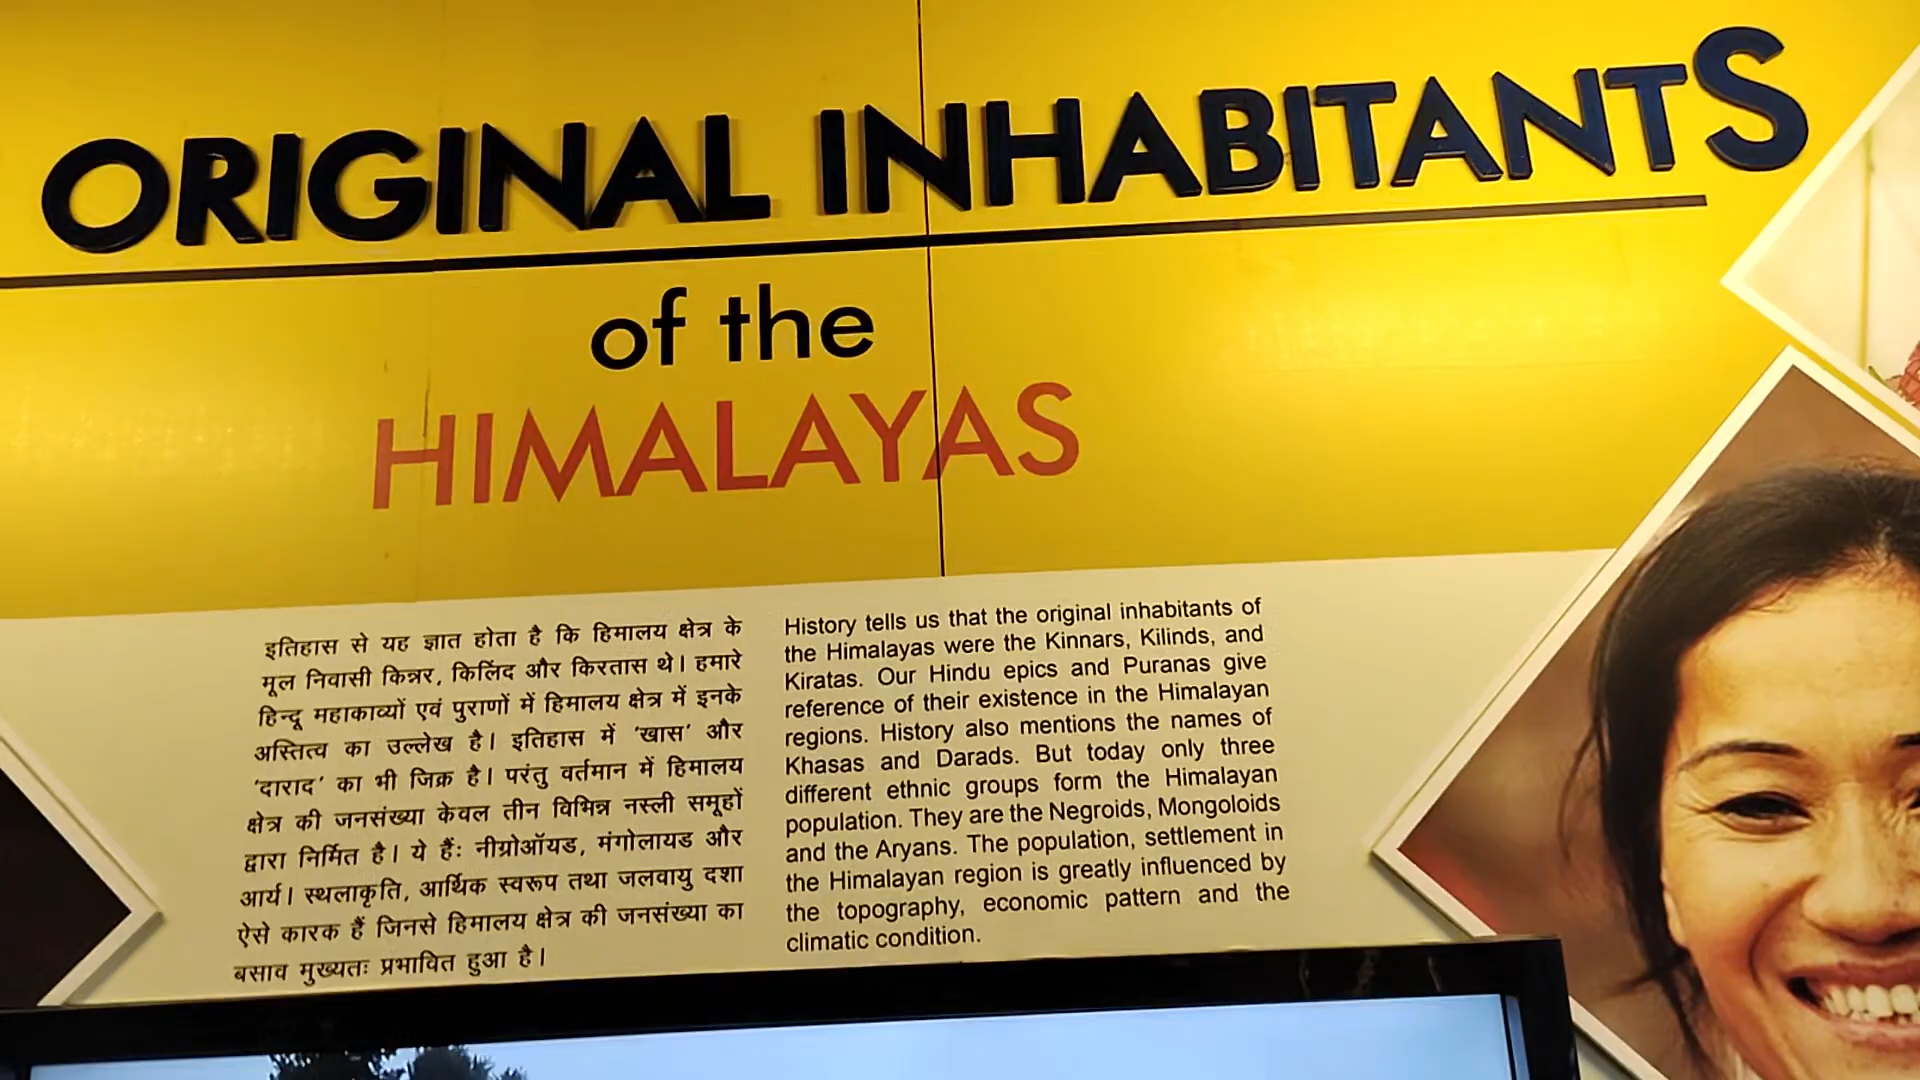 ORIGINAL INHABITANTS
of the
HIMALAYAS
इतिहास से यह ज्ञात होता है कि हिमालय क्षेत्र के
मूल निवासी किन्नर, किलिंद और किरतास थे। हमारे
हिन्दू महाकाव्यों एवं पुराणों में हिमालय क्षेत्र में इनके
अस्तित्व का उल्लेख है। इतिहास में 'खास' और
'दाराद' का भी जिक्र है। परंतु वर्तमान में हिमालय
क्षेत्र की जनसंख्या केवल तीन विभिन्न नस्ली समूहों
द्वारा निर्मित है। ये हैंः नीग्रोऑयड, मंगोलायड और
आर्य। स्थलाकृति, आर्थिक स्वरूप तथा जलवायु दशा
ऐसे कारक हैं जिनसे हिमालय क्षेत्र की जनसंख्या का
बसाव मुख्यतः प्रभावित हुआ है।
History tells us that the original inhabitants of
the Himalayas were the Kinnars, Kilinds, and
Kiratas. Our Hindu epics and Puranas give
reference of their existence in the Himalayan
regions. History also mentions the names of
Khasas and Darads. But today only three
different ethnic groups form the Himalayan
population. They are the Negroids, Mongoloids
and the Aryans. The population, settlement in
the Himalayan region is greatly influenced by
the topography, economic pattern and the
climatic condition.